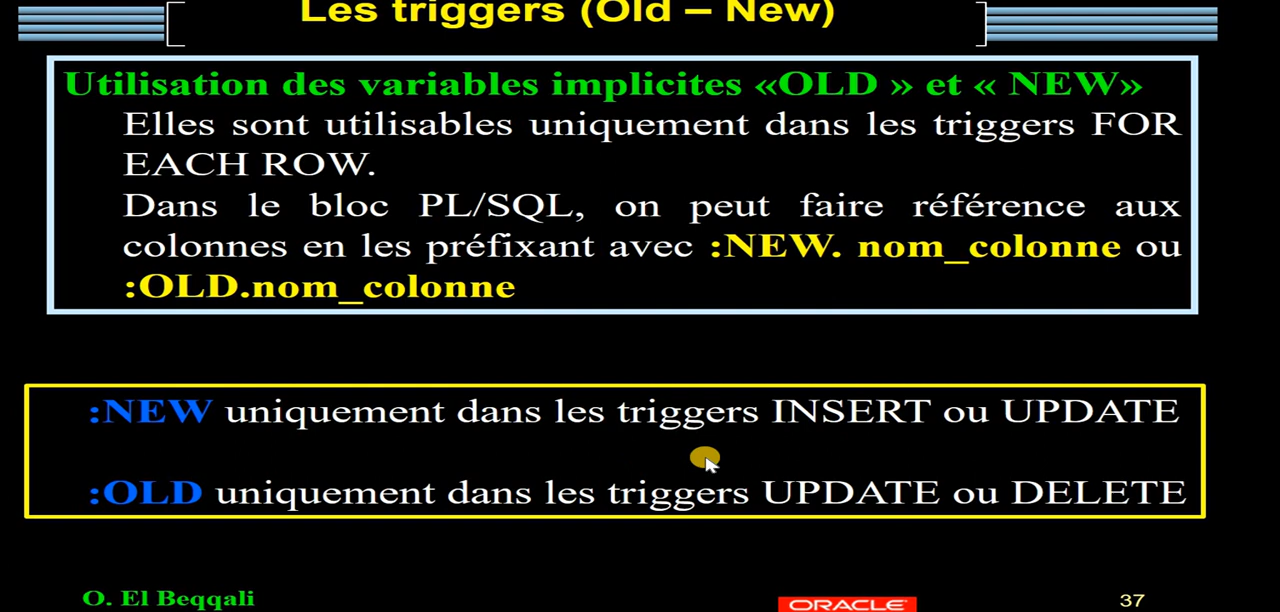 Les triggers (Old – New)
Utilisation des variables implicites «OLD » et « NEW»
Elles sont utilisables uniquement dans les triggers FOR
EACH ROW.
Dans le bloc PL/SQL, on peut faire référence aux
colonnes en les préfixant avec :NEW. nom_colonne ou
:OLD.nom_colonne
:NEW uniquement dans les triggers INSERT ou UPDATE
:OLD uniquement dans les triggers UPDATE ou DELETE
O. El Beqqali
ORACLE
37